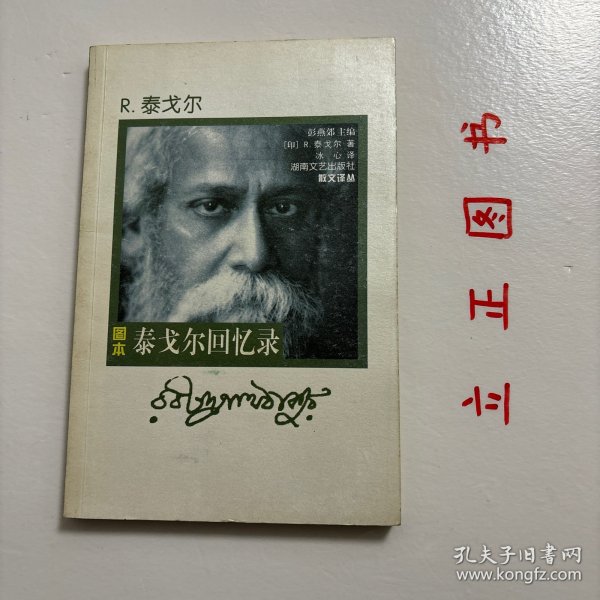 R. 泰戈尔
彭燕郊 主编
[印] R. 泰戈尔 著
冰 心 译
湖南文艺出版社
散文译丛
图本
泰戈尔回忆录
立正图书
孔夫子旧书网
www.kongfz.com